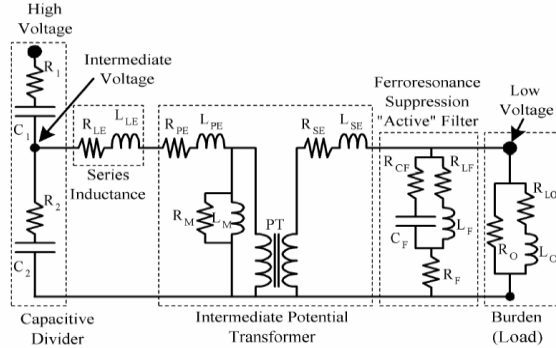 High
Voltage
R1
C1
Intermediate
Voltage
RLE
LLE
Series
Inductance
RPE
LPE
RM
LM
PT
RSE
LSE
Ferroresonance
Suppression
"Active" Filter
RCF
RLF
CF
LF
RF
Low
Voltage
RLO
RO
LO
R2
C2
Capacitive
Divider
Intermediate Potential
Transformer
Burden
(Load)